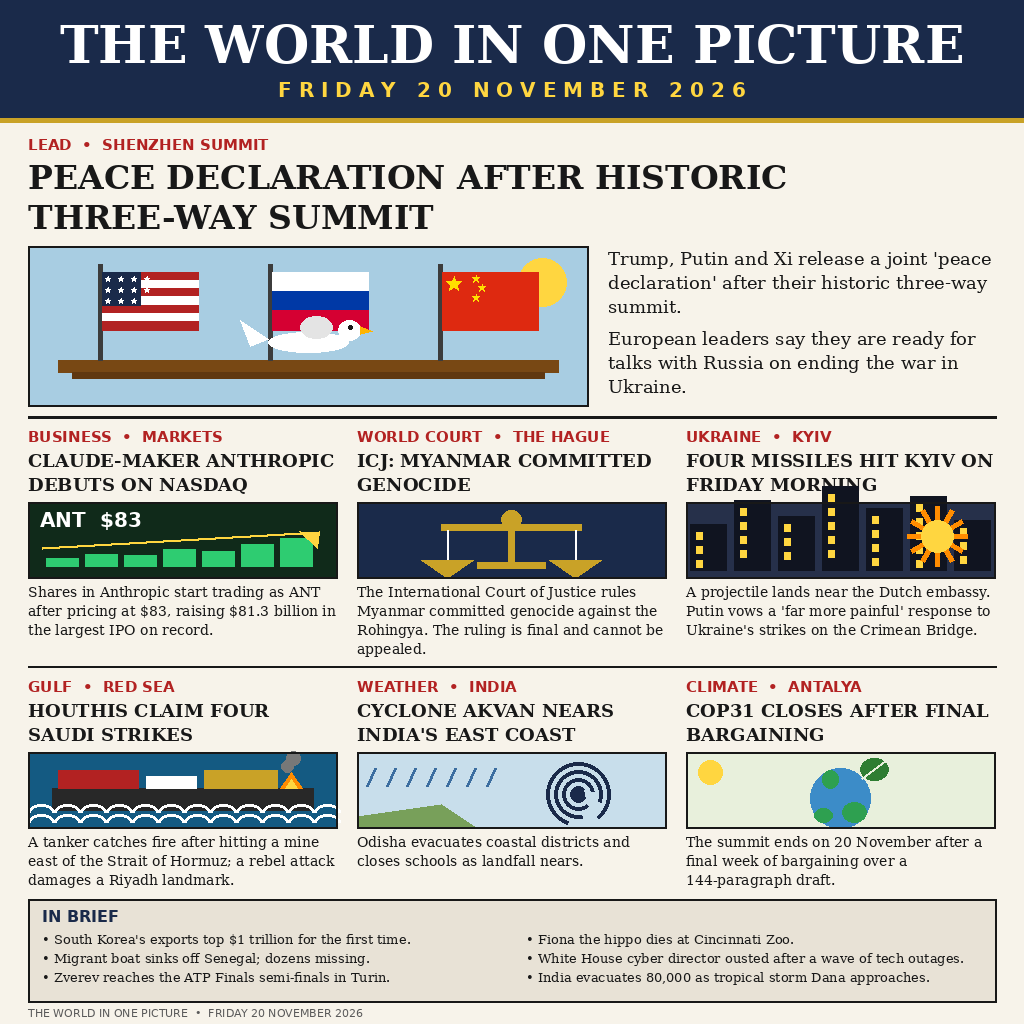 THE WORLD IN ONE PICTURE
FRIDAY 20 NOVEMBER 2026
LEAD • SHENZHEN SUMMIT
PEACE DECLARATION AFTER HISTORIC
THREE-WAY SUMMIT
Trump, Putin and Xi release a joint 'peace
declaration' after their historic three-way
summit.
European leaders say they are ready for
talks with Russia on ending the war in
Ukraine.
BUSINESS • MARKETS
CLAUDE-MAKER ANTHROPIC
DEBUTS ON NASDAQ
ANT $83
Shares in Anthropic start trading as ANT
after pricing at $83, raising $81.3 billion in
the largest IPO on record.
WORLD COURT • THE HAGUE
ICJ: MYANMAR COMMITTED
GENOCIDE
The International Court of Justice rules
Myanmar committed genocide against the
Rohingya. The ruling is final and cannot be
appealed.
UKRAINE • KYIV
FOUR MISSILES HIT KYIV ON
FRIDAY MORNING
A projectile lands near the Dutch embassy.
Putin vows a 'far more painful' response to
Ukraine's strikes on the Crimean Bridge.
GULF • RED SEA
HOUTHIS CLAIM FOUR
SAUDI STRIKES
A tanker catches fire after hitting a mine
east of the Strait of Hormuz; a rebel attack
damages a Riyadh landmark.
WEATHER • INDIA
CYCLONE AKVAN NEARS
INDIA'S EAST COAST
Odisha evacuates coastal districts and
closes schools as landfall nears.
CLIMATE • ANTALYA
COP31 CLOSES AFTER FINAL
BARGAINING
The summit ends on 20 November after a
final week of bargaining over a
144-paragraph draft.
IN BRIEF
• South Korea's exports top $1 trillion for the first time.
• Migrant boat sinks off Senegal; dozens missing.
• Zverev reaches the ATP Finals semi-finals in Turin.
• Fiona the hippo dies at Cincinnati Zoo.
• White House cyber director ousted after a wave of tech outages.
• India evacuates 80,000 as tropical storm Dana approaches.
THE WORLD IN ONE PICTURE • FRIDAY 20 NOVEMBER 2026